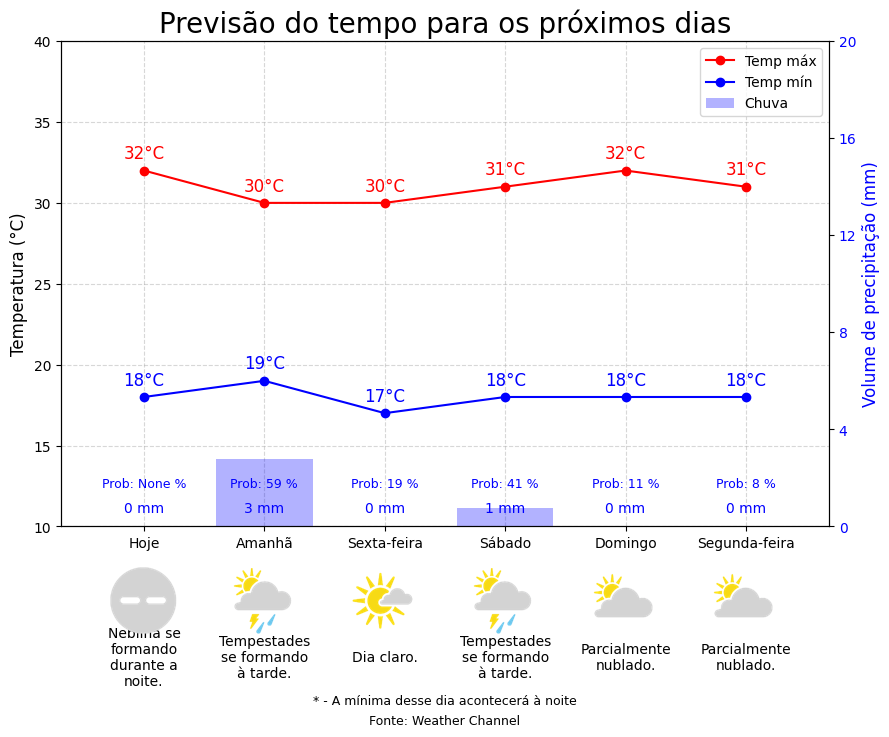 Previsão do tempo para os próximos dias
Temperatura (°C)
Volume de precipitação (mm)
40
35
30
25
20
15
10
20
16
12
8
4
0
Temp máx
Temp mín
Chuva
32°C
30°C
30°C
31°C
32°C
31°C
18°C
19°C
17°C
18°C
18°C
18°C
Prob: None %
Prob: 59 %
Prob: 19 %
Prob: 41 %
Prob: 11 %
Prob: 8 %
0 mm
3 mm
0 mm
1 mm
0 mm
0 mm
Hoje
Amanhã
Sexta-feira
Sábado
Domingo
Segunda-feira
Neblina se
formando
durante a
noite.
Tempestades
se formando
à tarde.
Dia claro.
Tempestades
se formando
à tarde.
Parcialmente
nublado.
Parcialmente
nublado.
* - A mínima desse dia acontecerá à noite
Fonte: Weather Channel